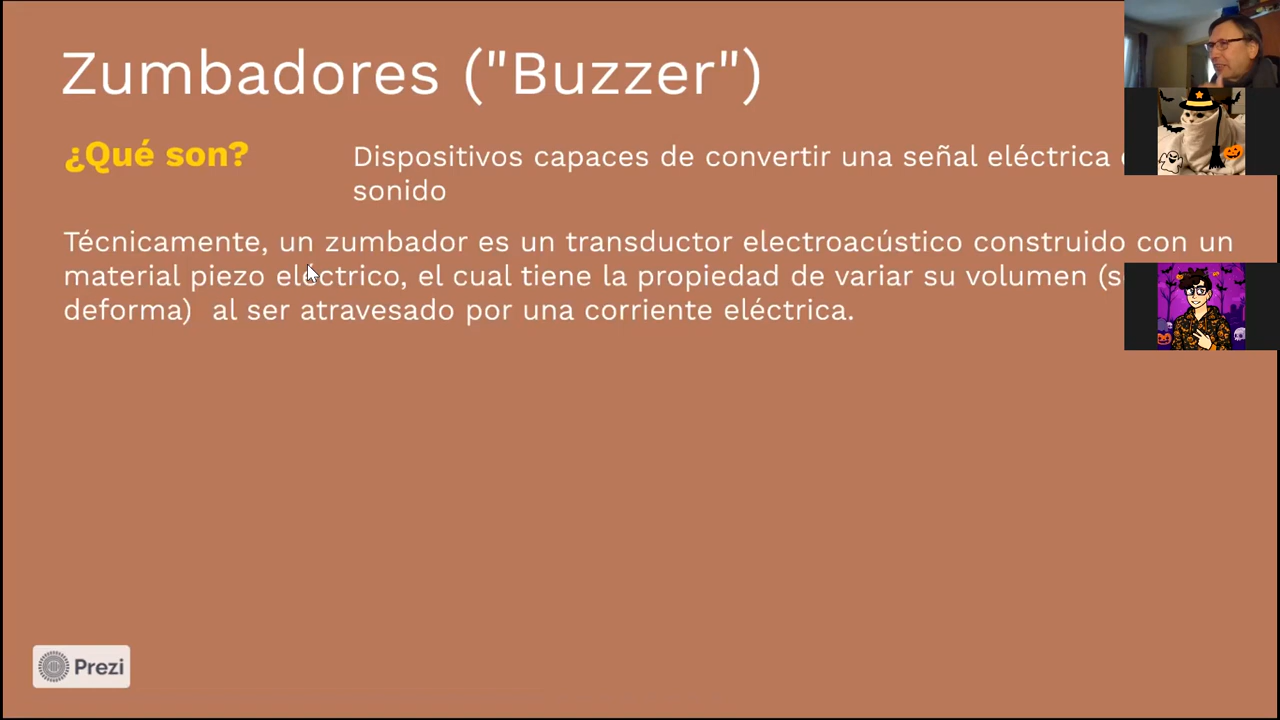 Zumbadores ("Buzzer")
¿Qué son?
Dispositivos capaces de convertir una señal eléctrica
sonido
Técnicamente, un zumbador es un transductor electroacústico construido con un
material piezo eléctrico, el cual tiene la propiedad de variar su volumen
deforma) al ser atravesado por una corriente eléctrica.
Prezi